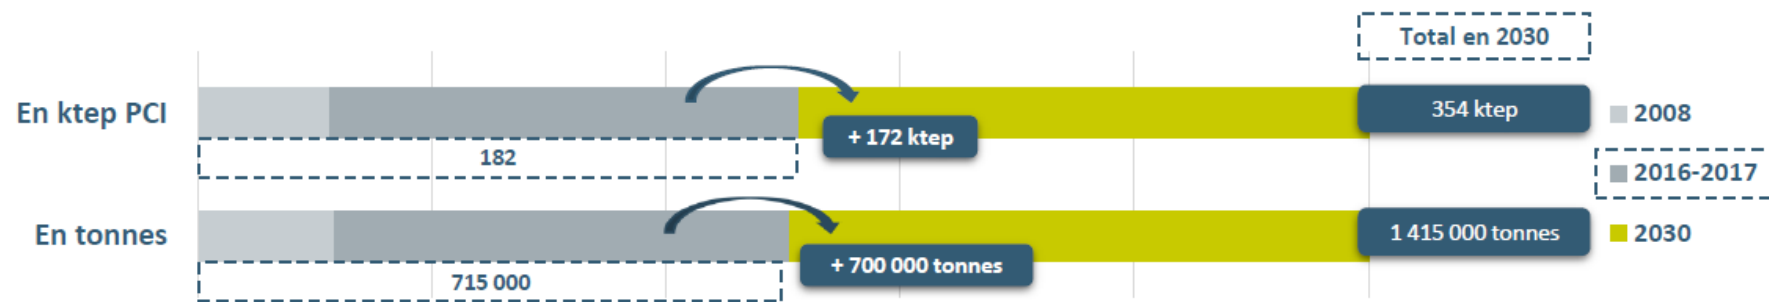 Total en 2030
En ktep PCI
354 ktep
2008
+ 172 ktep
182
2016-2017
En tonnes
1 415 000 tonnes
2030
+ 700 000 tonnes
715 000